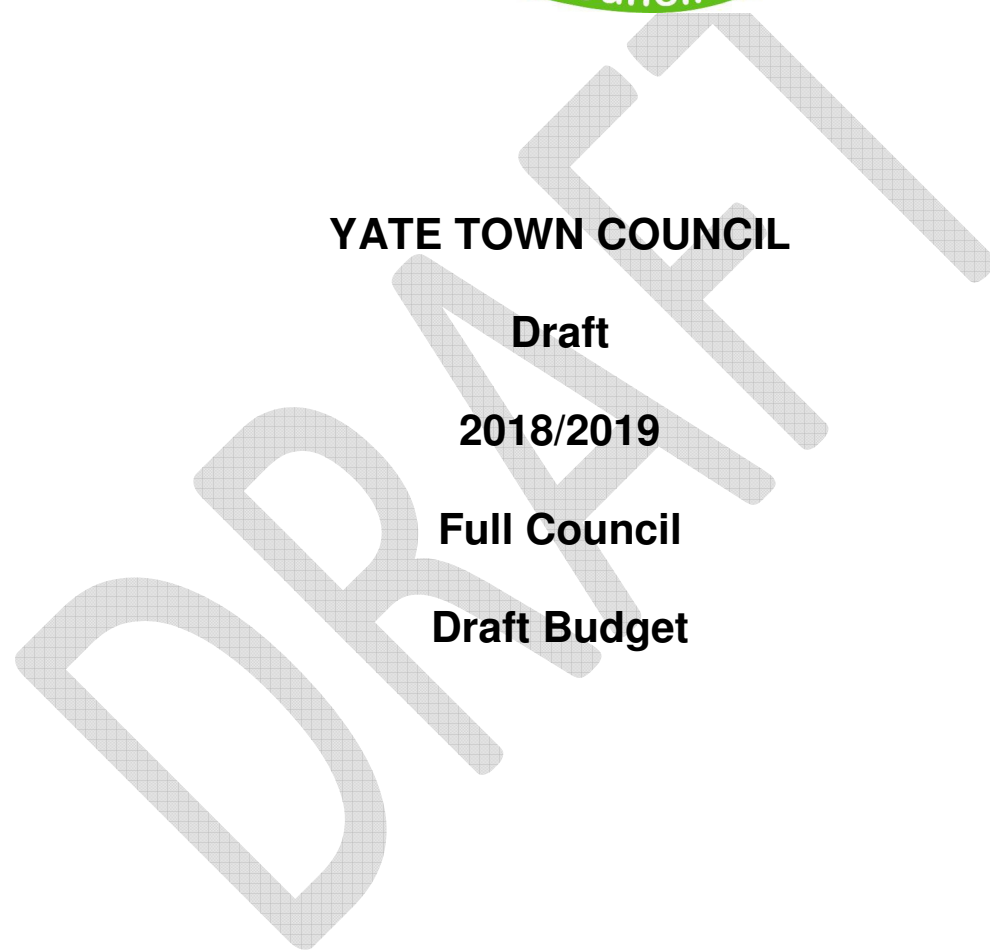 YATE TOWN COUNCIL
Draft
2018/2019
Full Council
Draft Budget
DRAFT